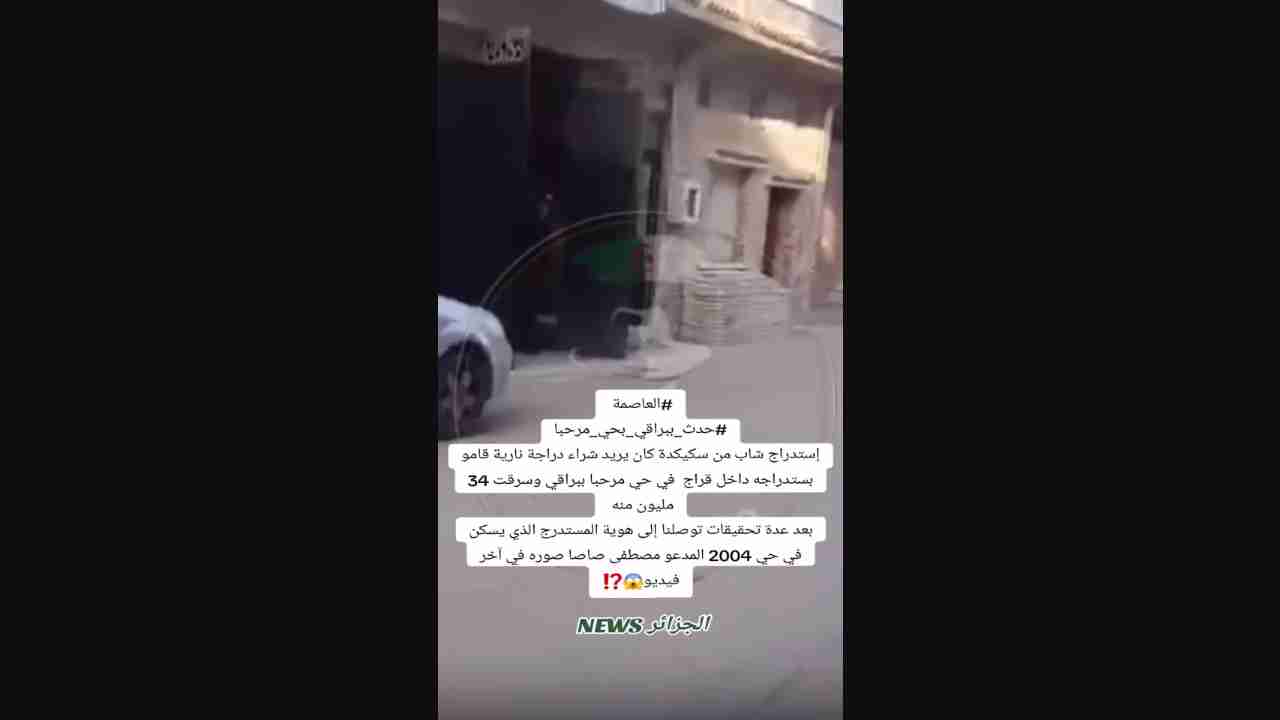 #العاصمة
#حدث_ببراقي_بحي_مرحبا
إستدراج شاب من سكيكدة كان يريد شراء دراجة نارية قامو
بستدراجه داخل قراج في حي مرحبا ببراقي وسرقت 34
مليون منه
بعد عدة تحقيقات توصلنا إلى هوية المستدرج الذي يسكن
في حي 2004 المدعو مصطفى صاصا صوره في آخر
فيديو😱⁉️
الجزائر NEWS